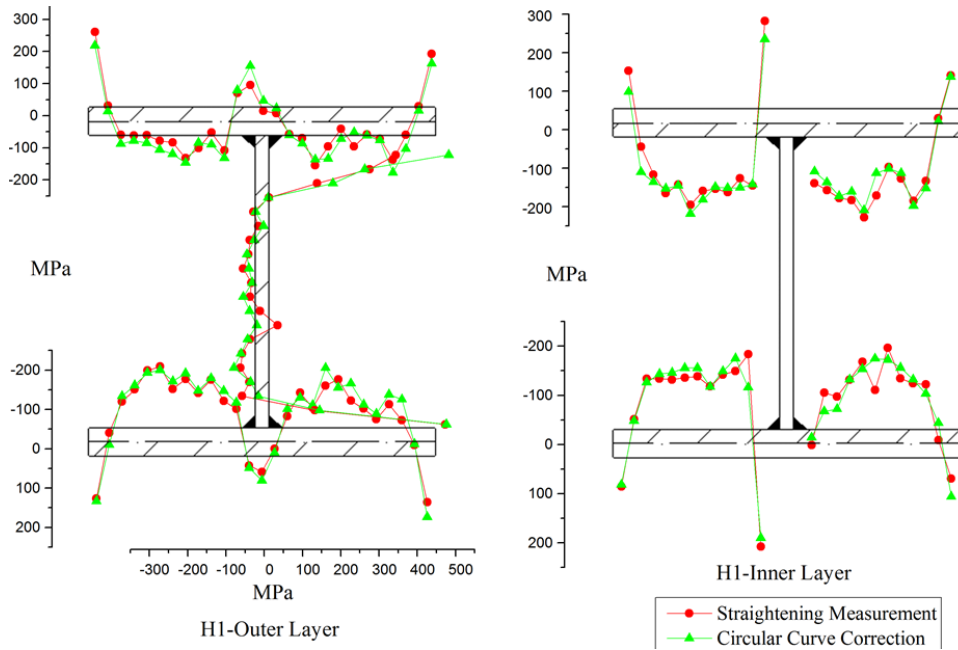 300
200
100
0
-100
-200
MPa
-200
-100
0
100
200
-300 -200 -100 0 100 200 300 400 500
MPa
H1-Outer Layer
300
200
100
0
-100
-200
MPa
-200
-100
0
100
200
H1-Inner Layer
Straightening Measurement
Circular Curve Correction